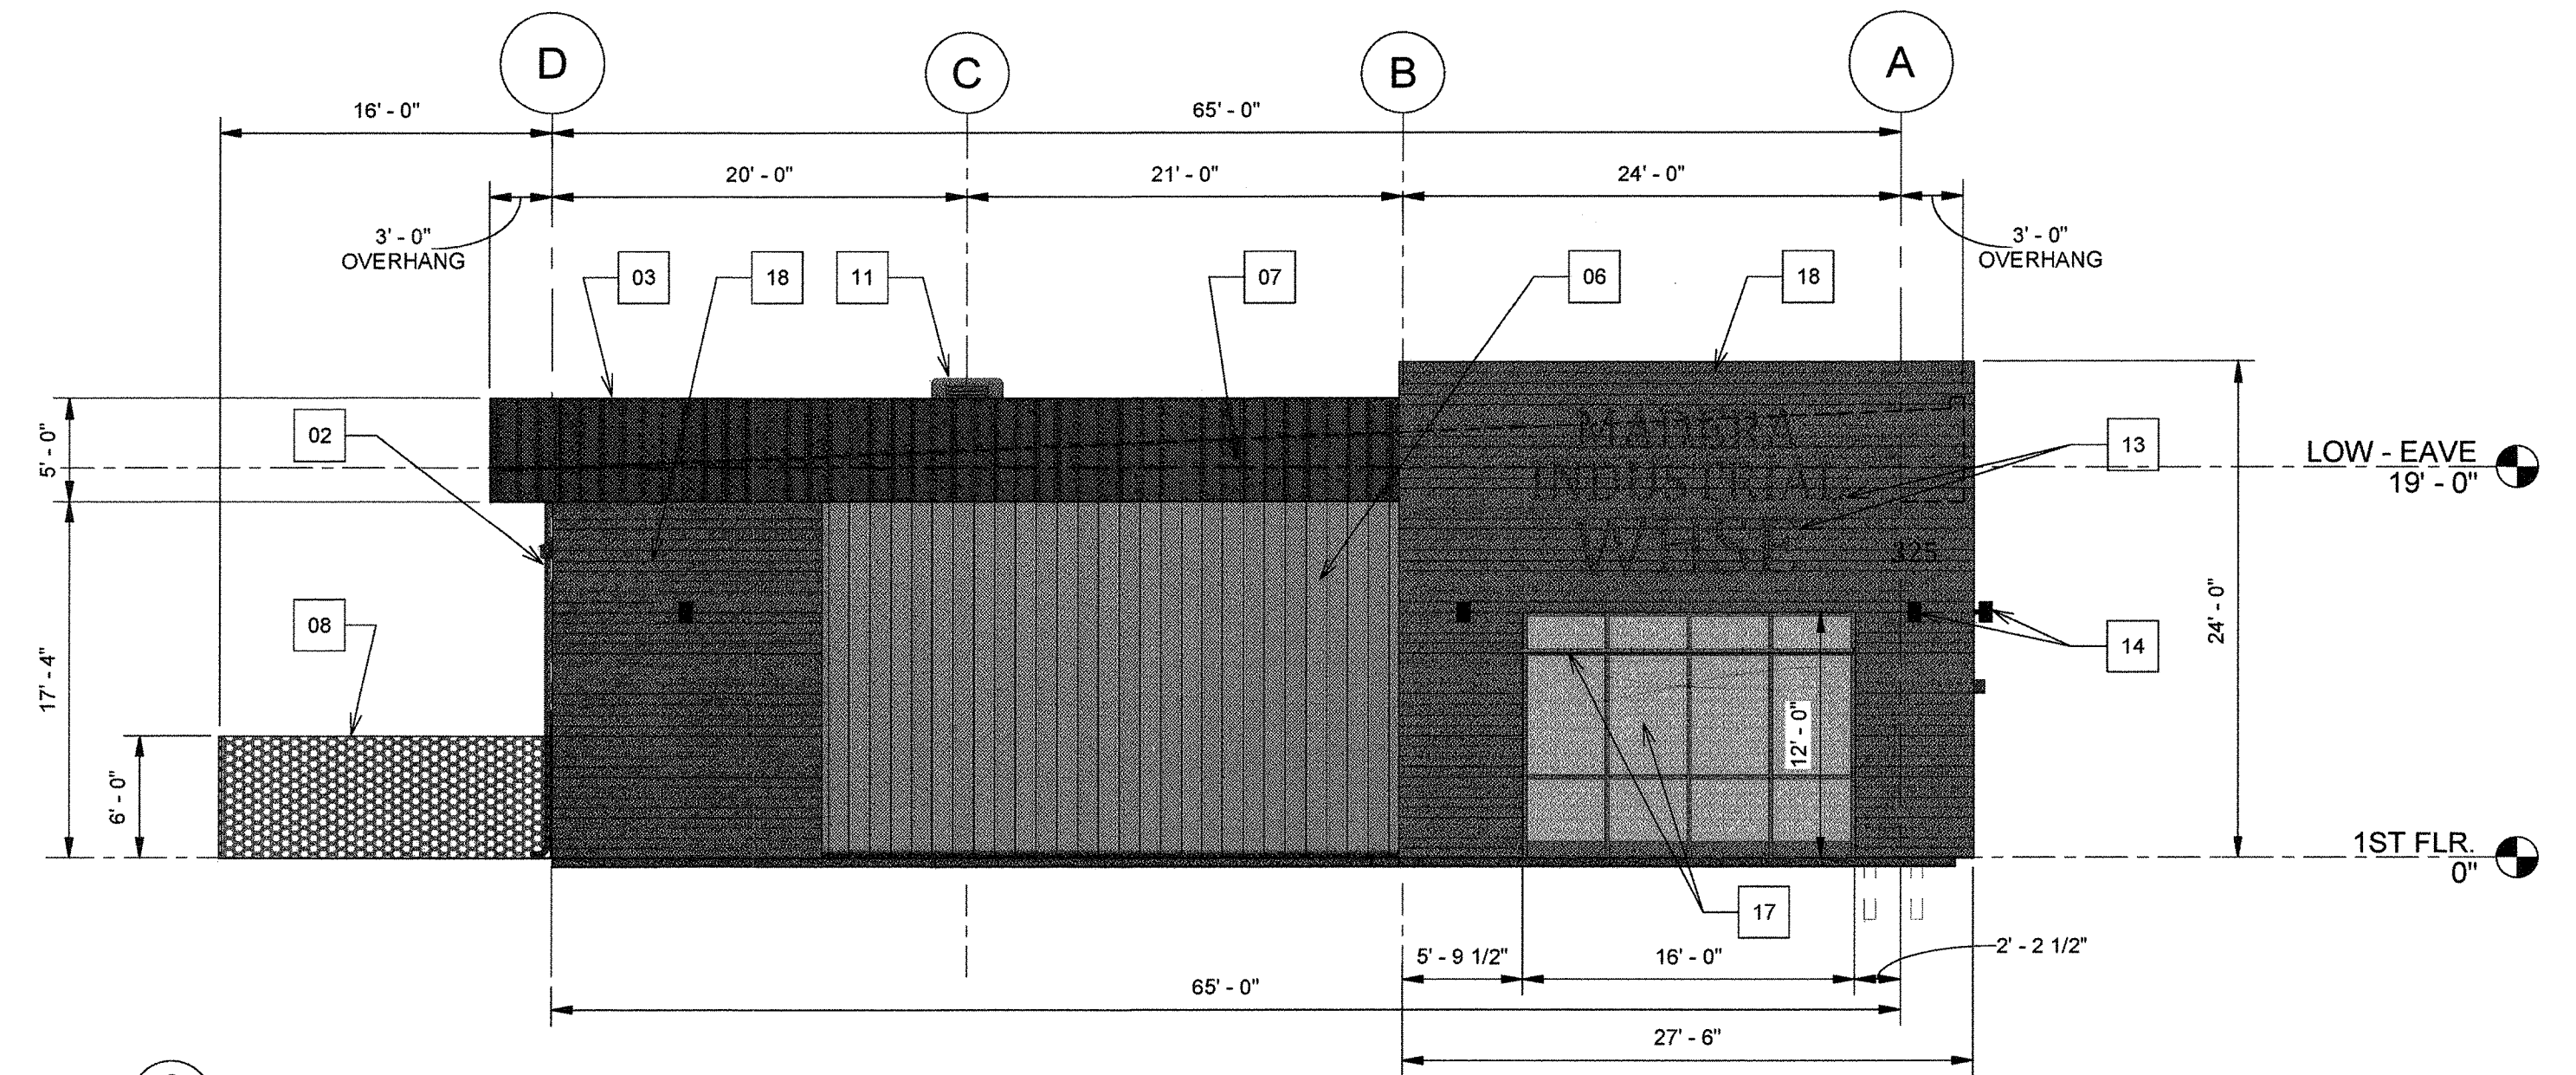 D
C
B
A
16' - 0"
65' - 0"
20' - 0"
21' - 0"
24' - 0"
3' - 0"
OVERHANG
3' - 0"
OVERHANG
03
18
11
07
06
18
02
13
5' - 0"
LOW - EAVE
19' - 0"
MADERA
INDUSTRIAL
WHSE
125
08
14
17' - 4"
24' - 0"
12' - 0"
6' - 0"
1ST FLR.
0"
17
5' - 9 1/2"
16' - 0"
2' - 2 1/2"
65' - 0"
27' - 6"